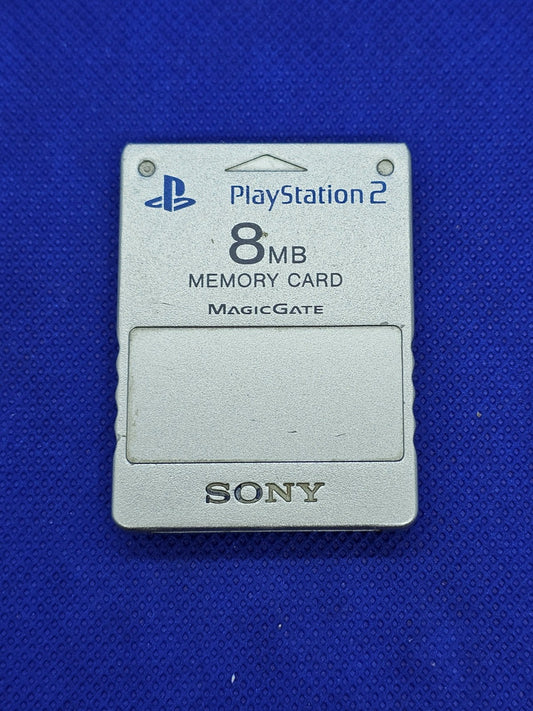 PlayStation 2
8MB
MEMORY CARD
MAGICGATE
SONY